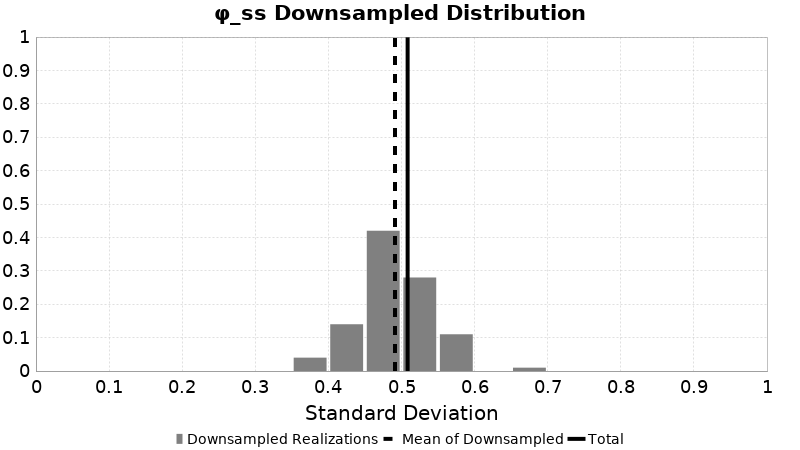 φ_ss Downsampled Distribution
1
0.9
0.8
0.7
0.6
0.5
0.4
0.3
0.2
0.1
0
0 0.1 0.2 0.3 0.4 0.5 0.6 0.7 0.8 0.9 1
Standard Deviation
Downsampled Realizations Mean of Downsampled Total